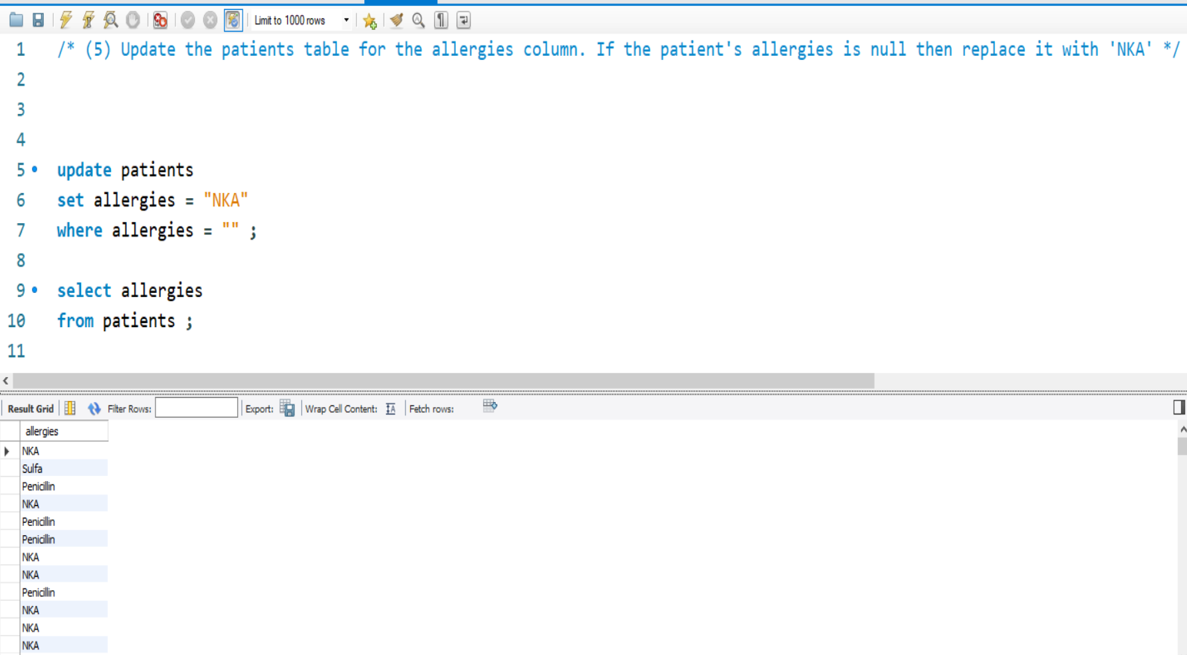 Limit to 1000 rows
1 /* (5) Update the patients table for the allergies column. If the patient's allergies is null then replace it with 'NKA' */
2
3
4
5 update patients
6 set allergies = "NKA"
7 where allergies = "" ;
8
9 select allergies
10 from patients ;
11
Result Grid Filter Rows: Export: Wrap Cell Content: Fetch rows:
allergies
NKA
Sulfa
Penicillin
NKA
Penicillin
Penicillin
NKA
NKA
Penicillin
NKA
NKA
NKA